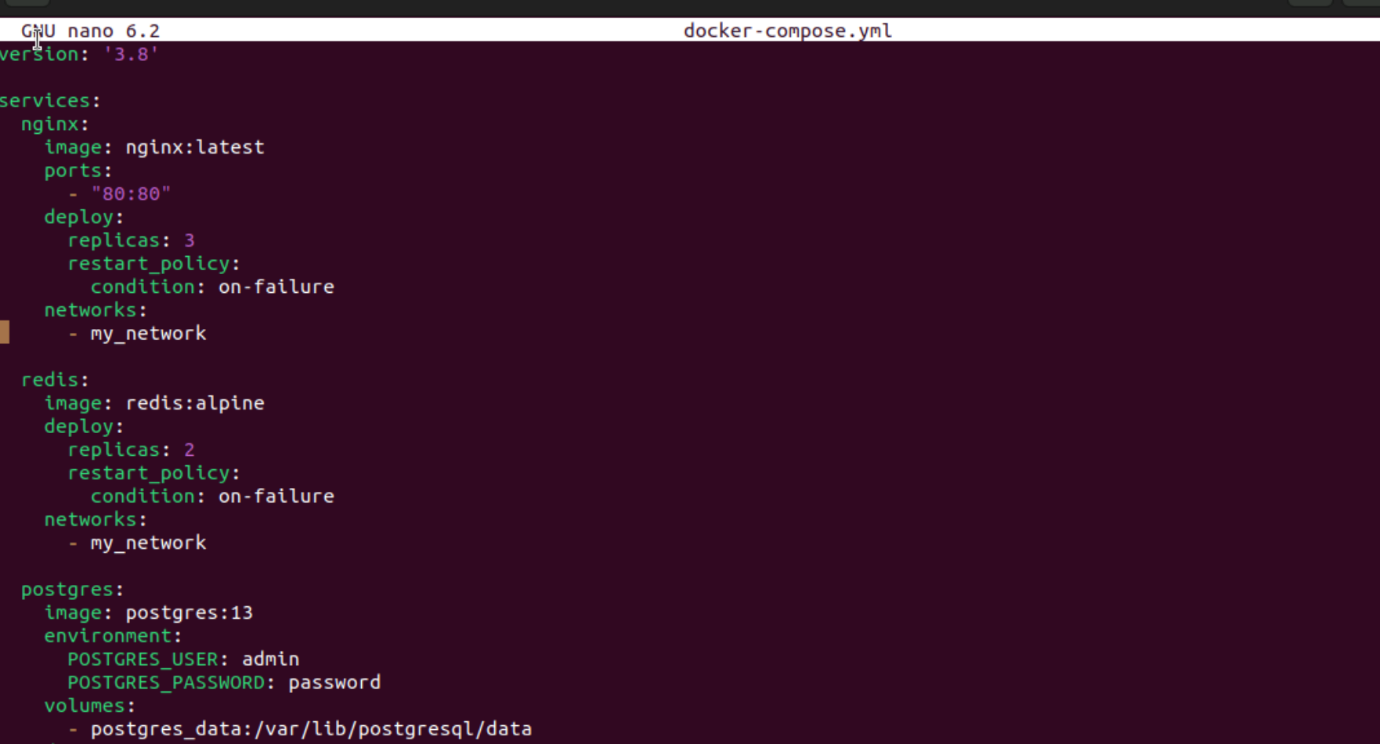 GNU nano 6.2 docker-compose.yml
version: '3.8'

services:
  nginx:
    image: nginx:latest
    ports:
      - "80:80"
    deploy:
      replicas: 3
      restart_policy:
        condition: on-failure
    networks:
      - my_network

  redis:
    image: redis:alpine
    deploy:
      replicas: 2
      restart_policy:
        condition: on-failure
    networks:
      - my_network

  postgres:
    image: postgres:13
    environment:
      POSTGRES_USER: admin
      POSTGRES_PASSWORD: password
    volumes:
      - postgres_data:/var/lib/postgresql/data